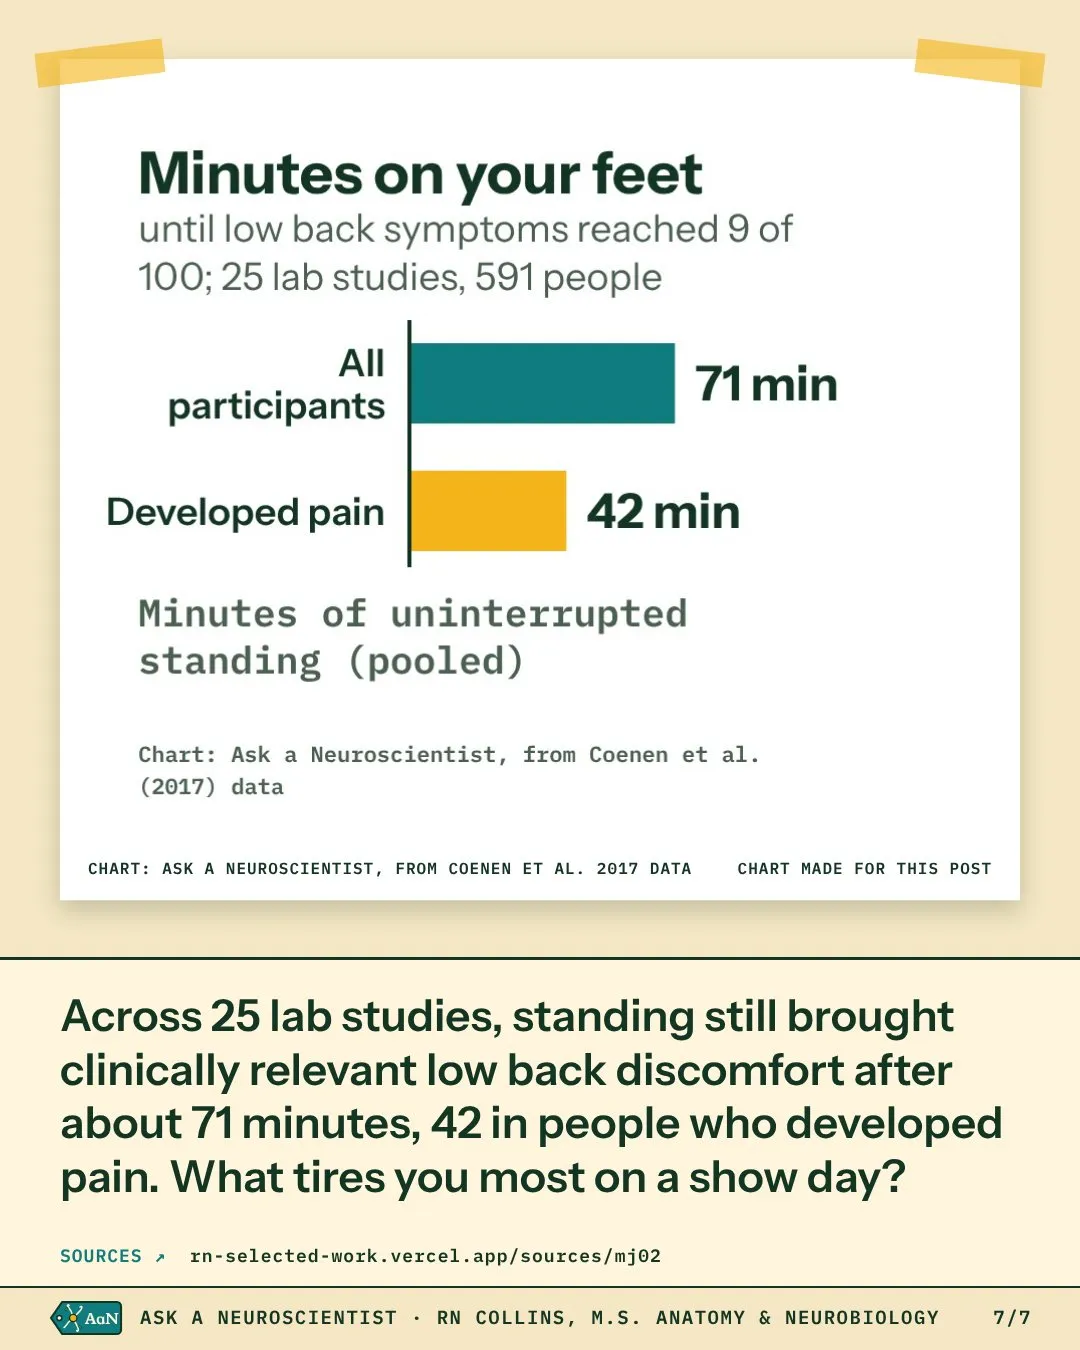 Minutes on your feet
until low back symptoms reached 9 of
100; 25 lab studies, 591 people
All
participants
71 min
Developed pain
42 min
Minutes of uninterrupted
standing (pooled)
Chart: Ask a Neuroscientist, from Coenen et al.
(2017) data
CHART: ASK A NEUROSCIENTIST, FROM COENEN ET AL. 2017 DATA
CHART MADE FOR THIS POST
Across 25 lab studies, standing still brought
clinically relevant low back discomfort after
about 71 minutes, 42 in people who developed
pain. What tires you most on a show day?
SOURCES ↗ rn-selected-work.vercel.app/sources/mj02
AaN
ASK A NEUROSCIENTIST · RN COLLINS, M.S. ANATOMY & NEUROBIOLOGY
7/7